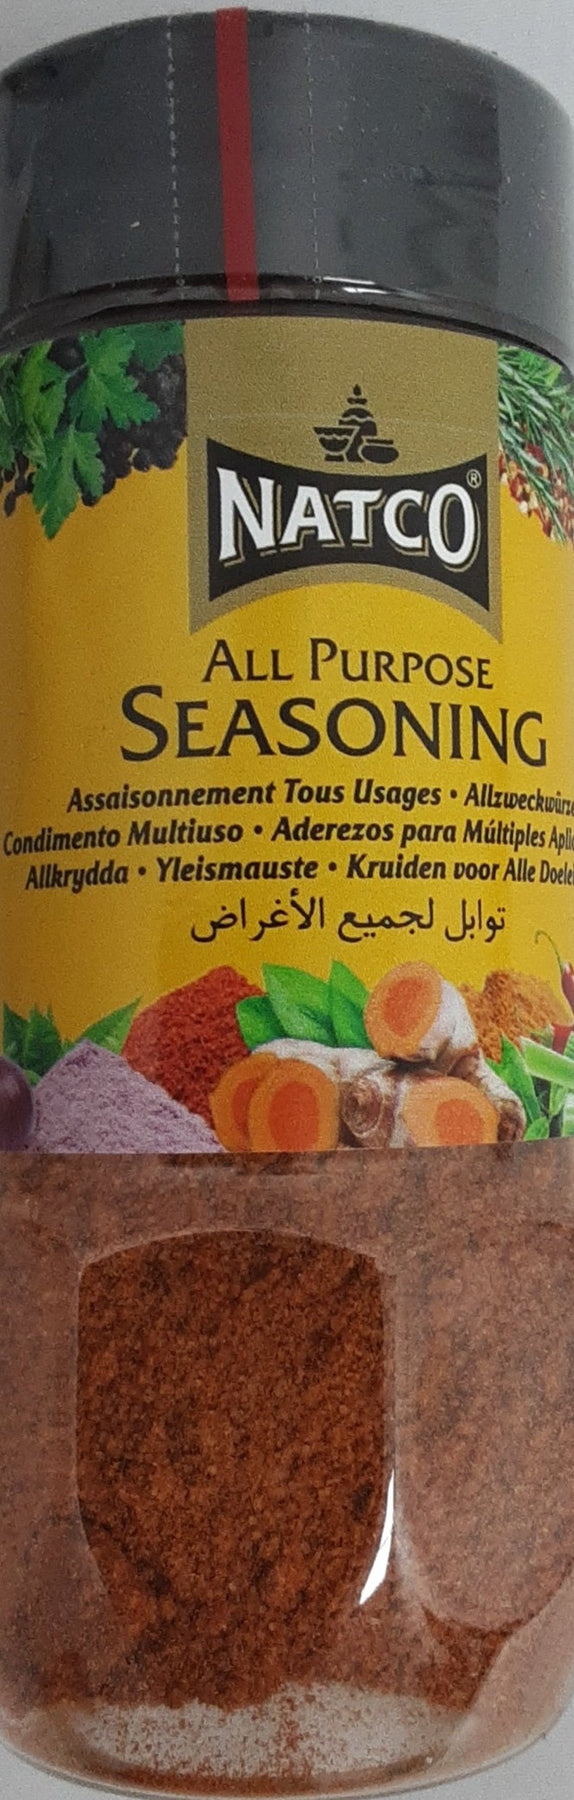 NATCO®
ALL PURPOSE
SEASONING
Assaisonnement Tous Usages •
Condimento Multiuso • Aderezos para Múltiples
Allkrydda • Yleismauste • Kruiden voor Alle
توابل لجميع الأغراض